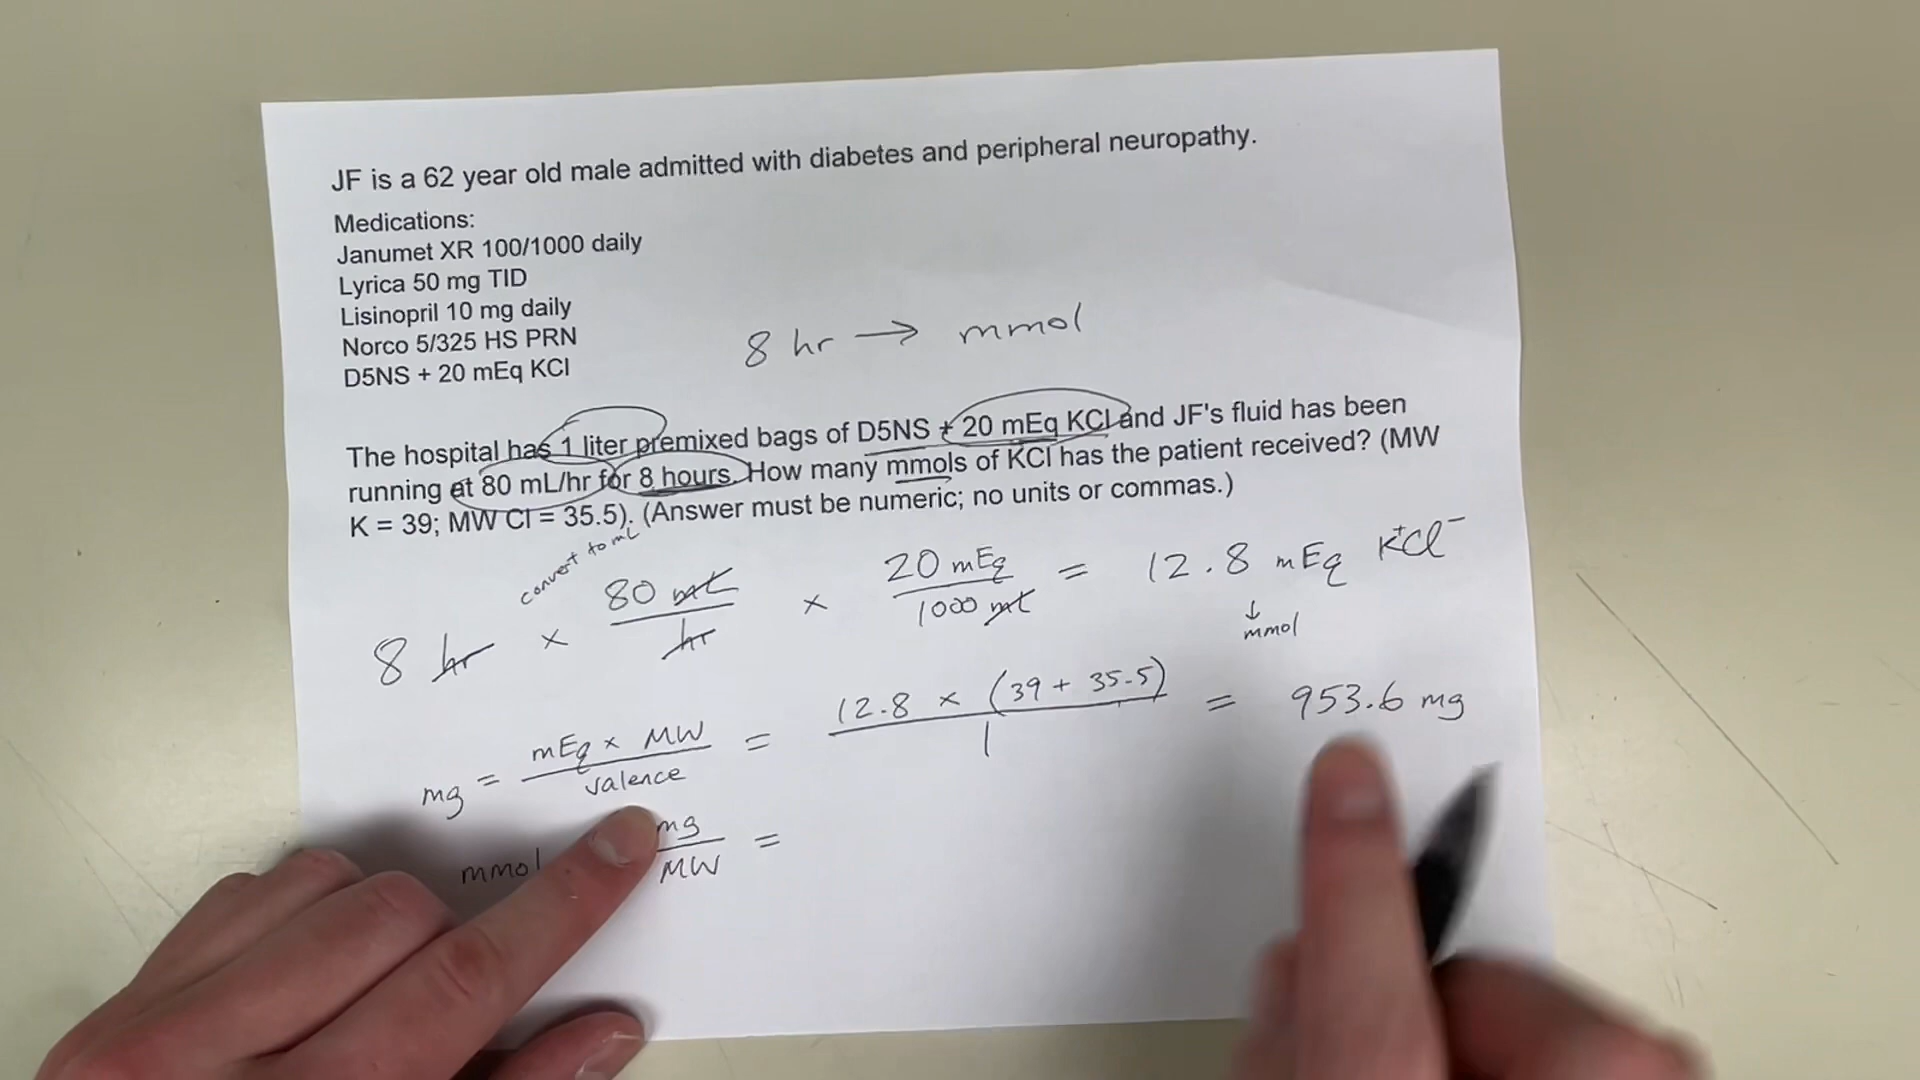 JF is a 62 year old male admitted with diabetes and peripheral neuropathy.
Medications:
Janumet XR 100/1000 daily
Lyrica 50 mg TID
Lisinopril 10 mg daily
Norco 5/325 HS PRN
D5NS + 20 mEq KCl
8 hr → mmol
The hospital has 1 liter premixed bags of D5NS + 20 mEq KCl and JF's fluid has been
running at 80 mL/hr for 8 hours. How many mmols of KCl has the patient received? (MW
K = 39; MW Cl = 35.5). (Answer must be numeric; no units or commas.)
convert to mL
8 hr × 80 mL / hr × 20 mEq / 1000 mL = 12.8 mEq K⁺Cl⁻
↓
mmol
mg = mEq × MW / valence = 12.8 × (39 + 35.5) / 1 = 953.6 mg
mmol mg / MW =